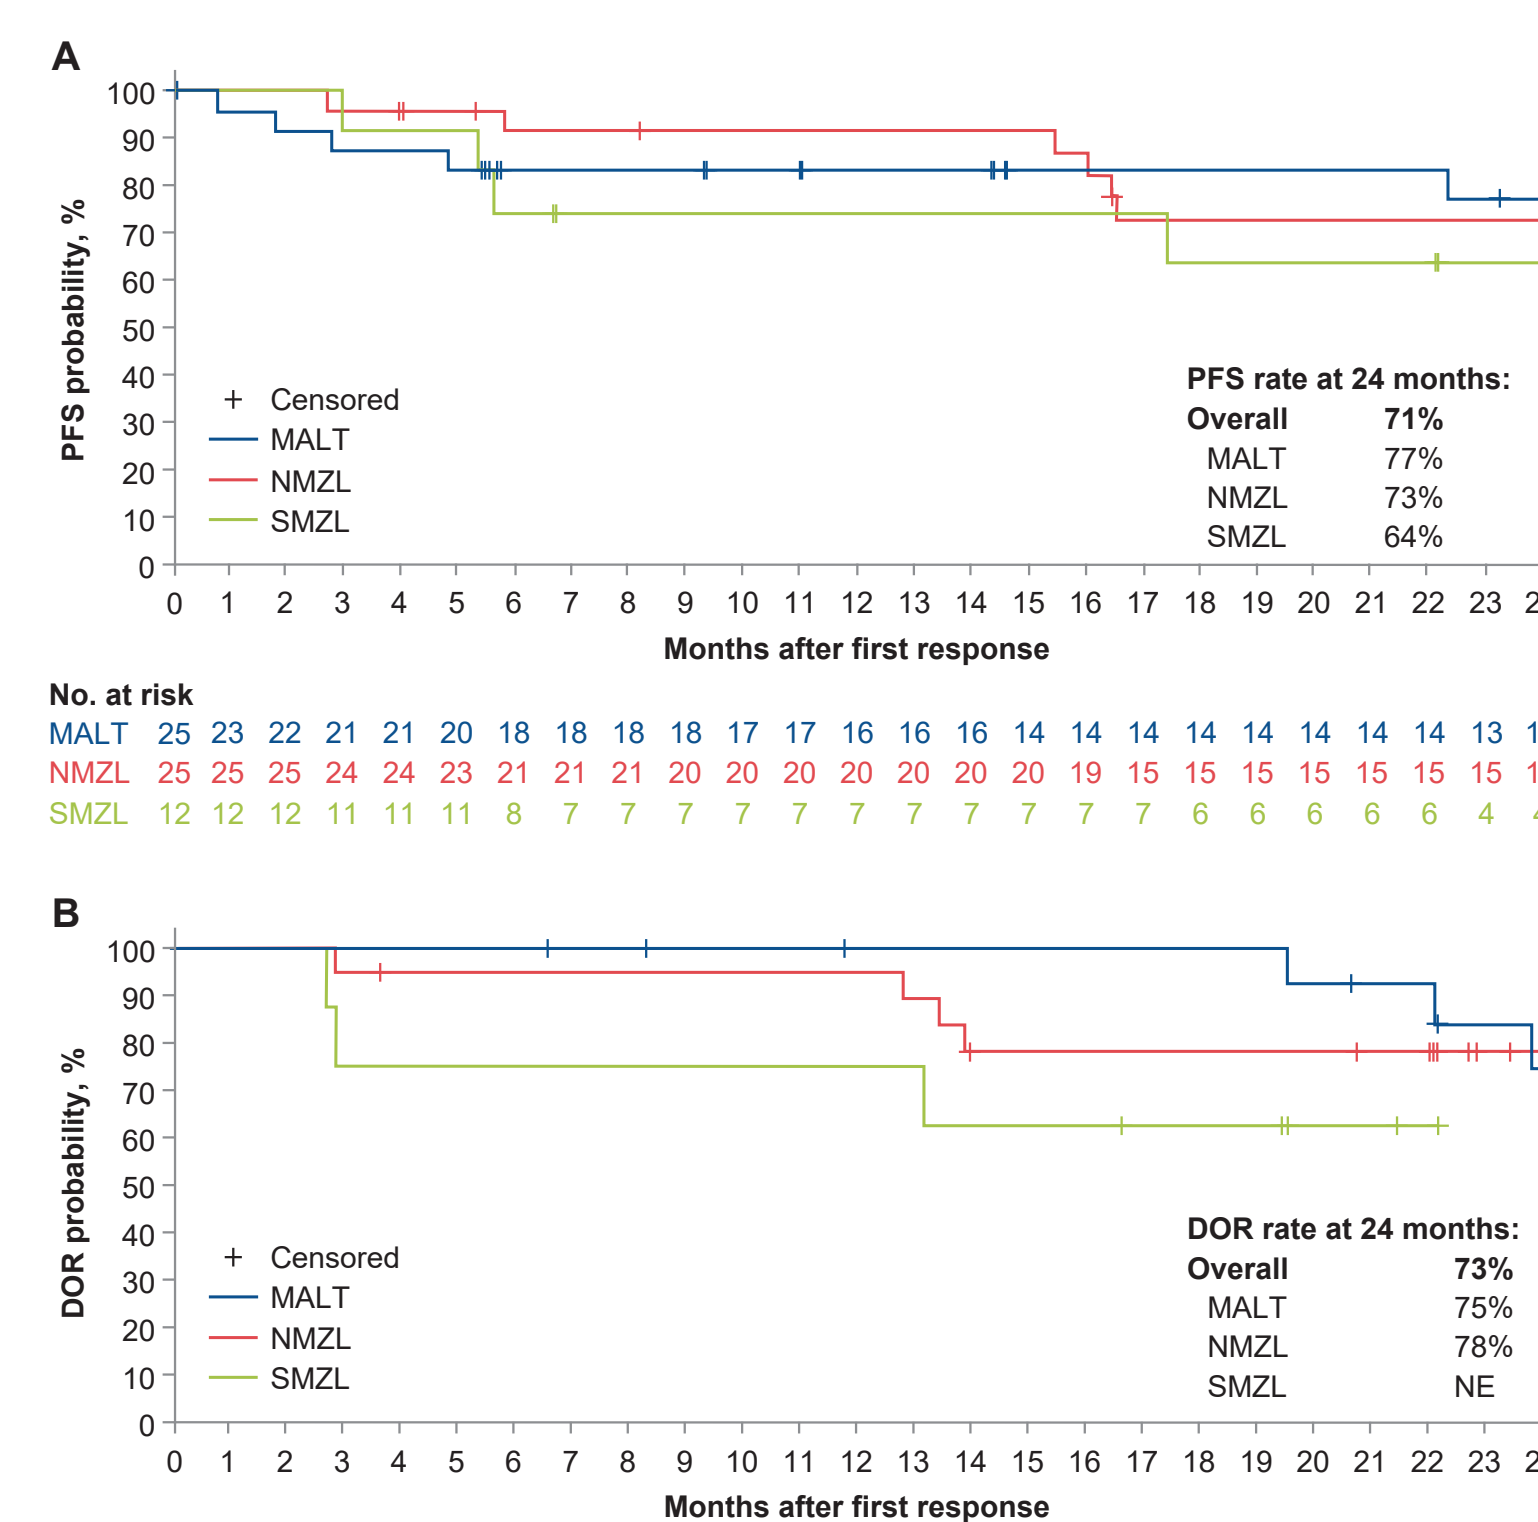 A
100
90
80
70
60
50
40
30
20
10
0
PFS probability, %
Censored
MALT
NMZL
SMZL
PFS rate at 24 months:
Overall 71%
MALT 77%
NMZL 73%
SMZL 64%
0 1 2 3 4 5 6 7 8 9 10 11 12 13 14 15 16 17 18 19 20 21 22 23
Months after first response
No. at risk
MALT 25 23 22 21 21 20 18 18 18 18 17 17 16 16 16 14 14 14 14 14 14 14 14 13
NMZL 25 25 25 24 24 23 21 21 21 20 20 20 20 20 20 20 19 15 15 15 15 15 15 15
SMZL 12 12 12 11 11 11 8 7 7 7 7 7 7 7 7 7 7 7 6 6 6 6 6 4
B
100
90
80
70
60
50
40
30
20
10
0
DOR probability, %
Censored
MALT
NMZL
SMZL
DOR rate at 24 months:
Overall 73%
MALT 75%
NMZL 78%
SMZL NE
0 1 2 3 4 5 6 7 8 9 10 11 12 13 14 15 16 17 18 19 20 21 22 23
Months after first response